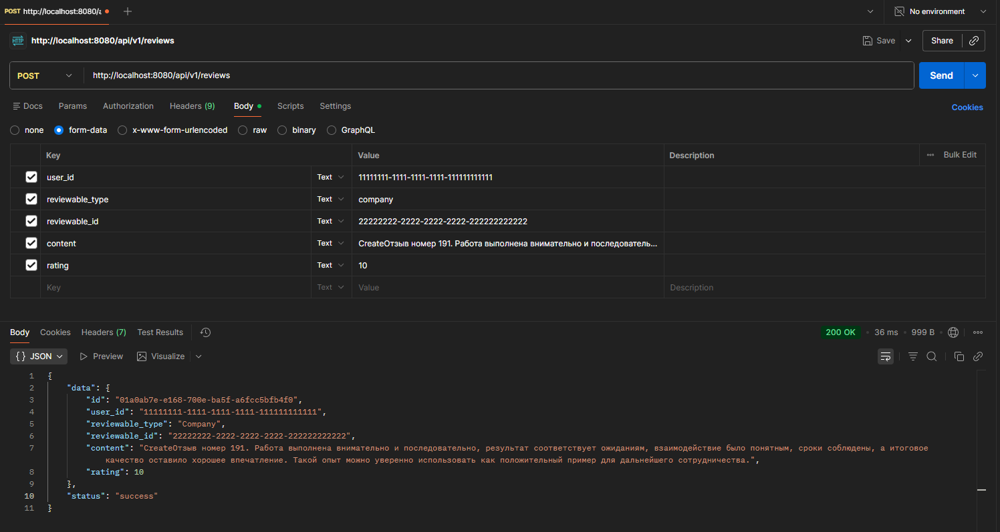 POST http://localhost:8080/a
No environment
HTTP http://localhost:8080/api/v1/reviews
Save
Share
POST
http://localhost:8080/api/v1/reviews
Send
Docs
Params
Authorization
Headers (9)
Body
Scripts
Settings
Cookies
none
form-data
x-www-form-urlencoded
raw
binary
GraphQL
Key
Value
Description
Bulk Edit
user_id
Text
11111111-1111-1111-1111-111111111111
reviewable_type
Text
company
reviewable_id
Text
22222222-2222-2222-2222-222222222222
content
Text
CreateОтзыв номер 191. Работа выполнена внимательно и последователь...
rating
Text
10
Key
Text
Value
Description
Body
Cookies
Headers (7)
Test Results
200 OK
36 ms
999 B
{} JSON
Preview
Visualize
1 {
2 "data": {
3 "id": "01a0ab7e-e168-700e-ba5f-a6fcc5bfb4f0",
4 "user_id": "11111111-1111-1111-1111-111111111111",
5 "reviewable_type": "Company",
6 "reviewable_id": "22222222-2222-2222-2222-222222222222",
7 "content": "CreateОтзыв номер 191. Работа выполнена внимательно и последовательно, результат соответствует ожиданиям, взаимодействие было понятным, сроки соблюдены, а итоговое
качество оставило хорошее впечатление. Такой опыт можно уверенно использовать как положительный пример для дальнейшего сотрудничества.",
8 "rating": 10
9 },
10 "status": "success"
11 }